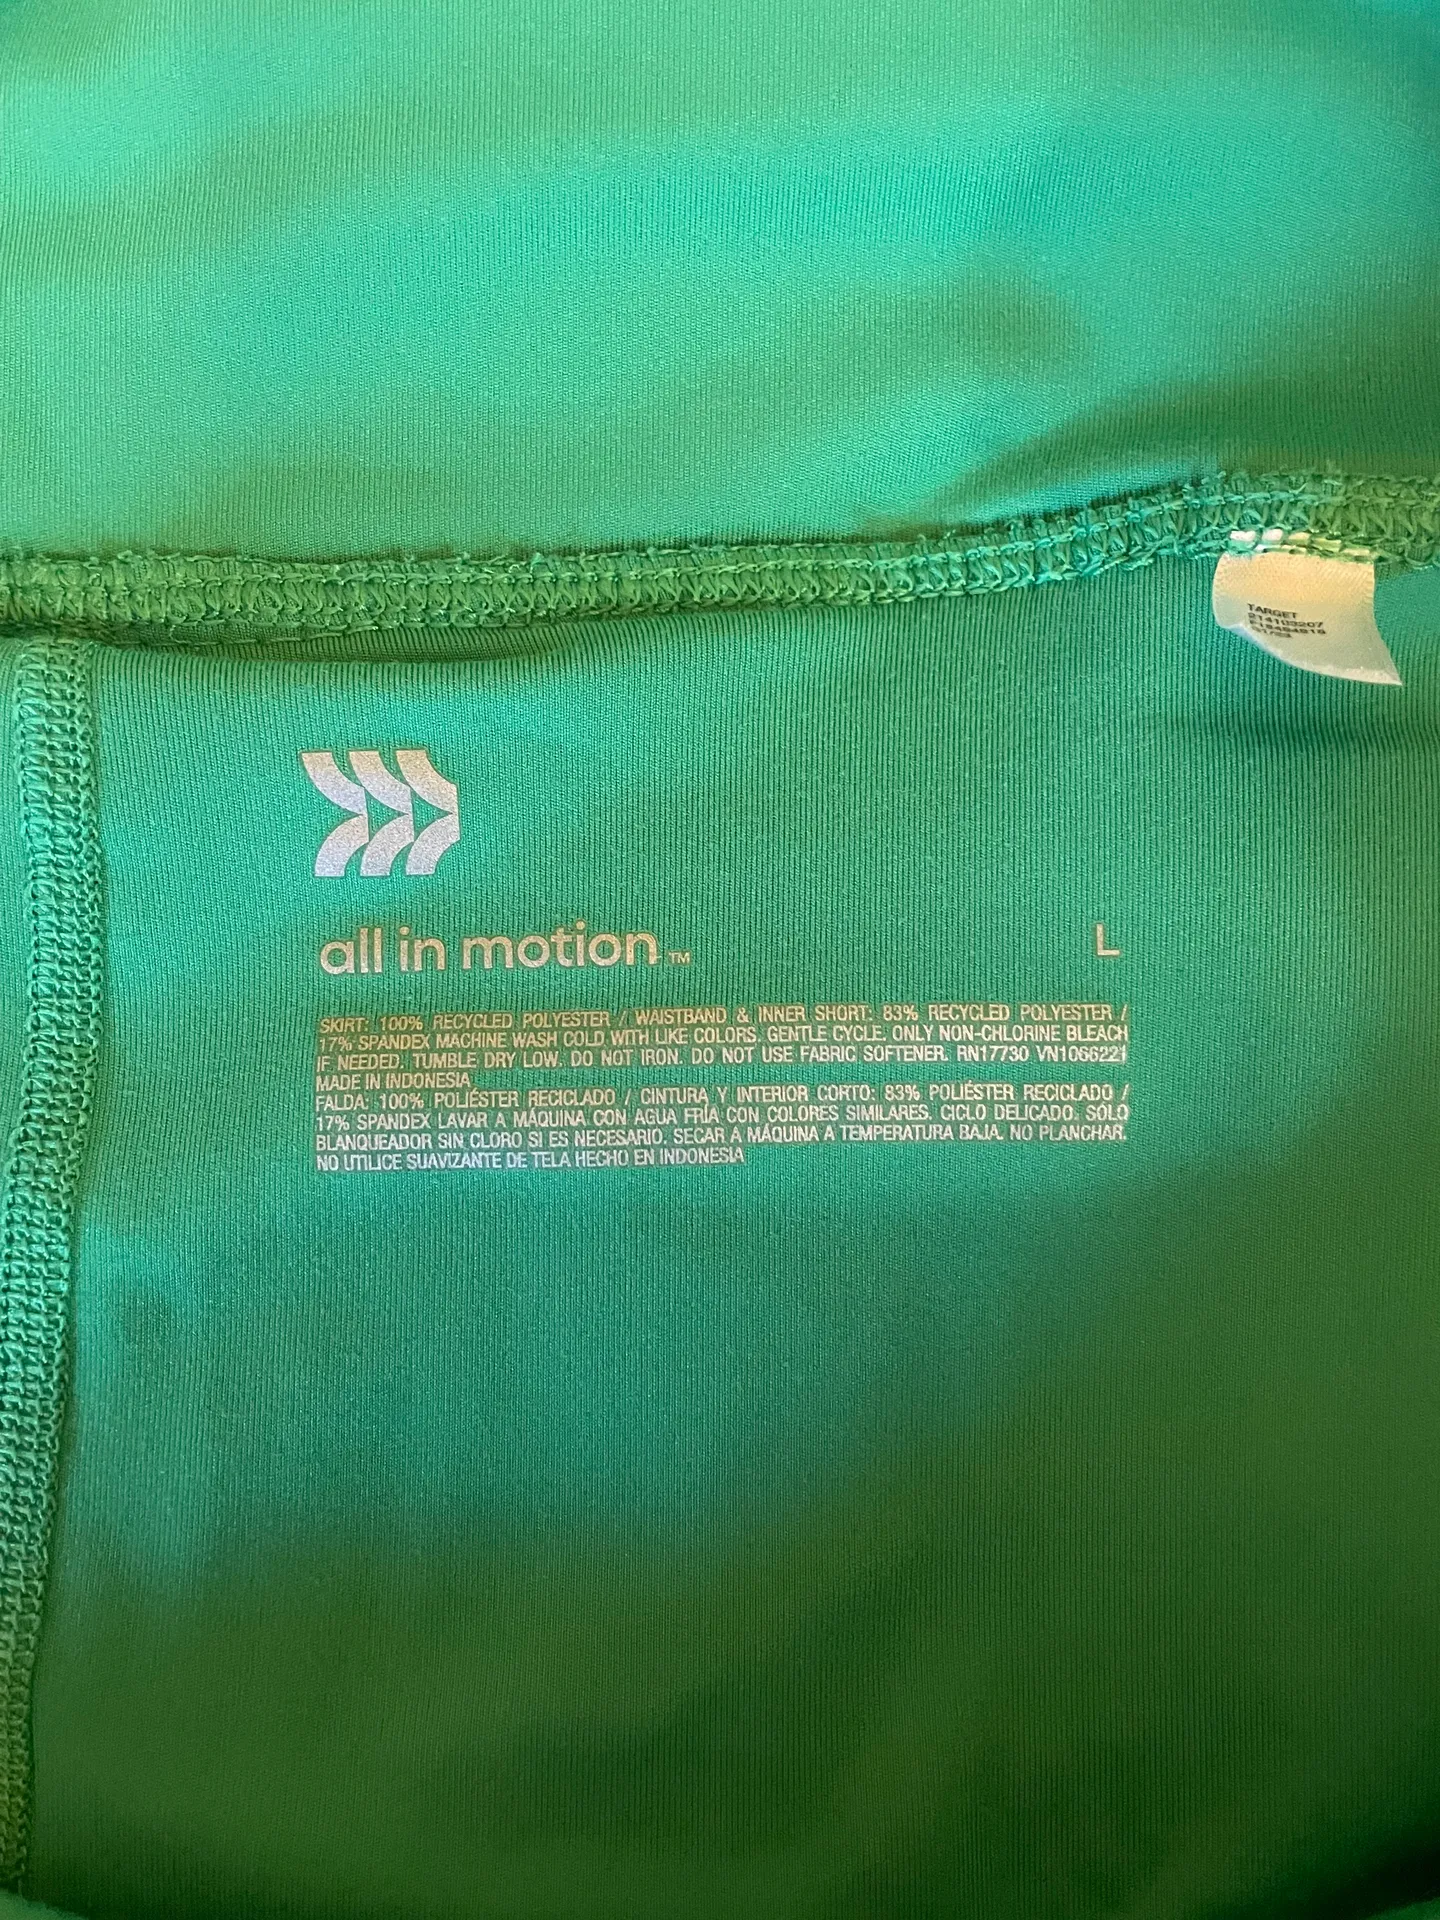 TARGET
all in motion™ L
SKIRT: 100% RECYCLED POLYESTER / WAISTBAND & INNER SHORT: 83% RECYCLED POLYESTER /
17% SPANDEX MACHINE WASH COLD WITH LIKE COLORS. GENTLE CYCLE. ONLY NON-CHLORINE BLEACH
IF NEEDED. TUMBLE DRY LOW. DO NOT IRON. DO NOT USE FABRIC SOFTENER. RN17730 VN1066221
MADE IN INDONESIA
FALDA: 100% POLIÉSTER RECICLADO / CINTURA Y INTERIOR CORTO: 83% POLIÉSTER RECICLADO /
17% SPANDEX LAVAR A MÁQUINA CON AGUA FRÍA CON COLORES SIMILARES. CICLO DELICADO. SÓLO
BLANQUEADOR SIN CLORO SI ES NECESARIO. SECAR A MÁQUINA A TEMPERATURA BAJA. NO PLANCHAR.
NO UTILICE SUAVIZANTE DE TELA HECHO EN INDONESIA